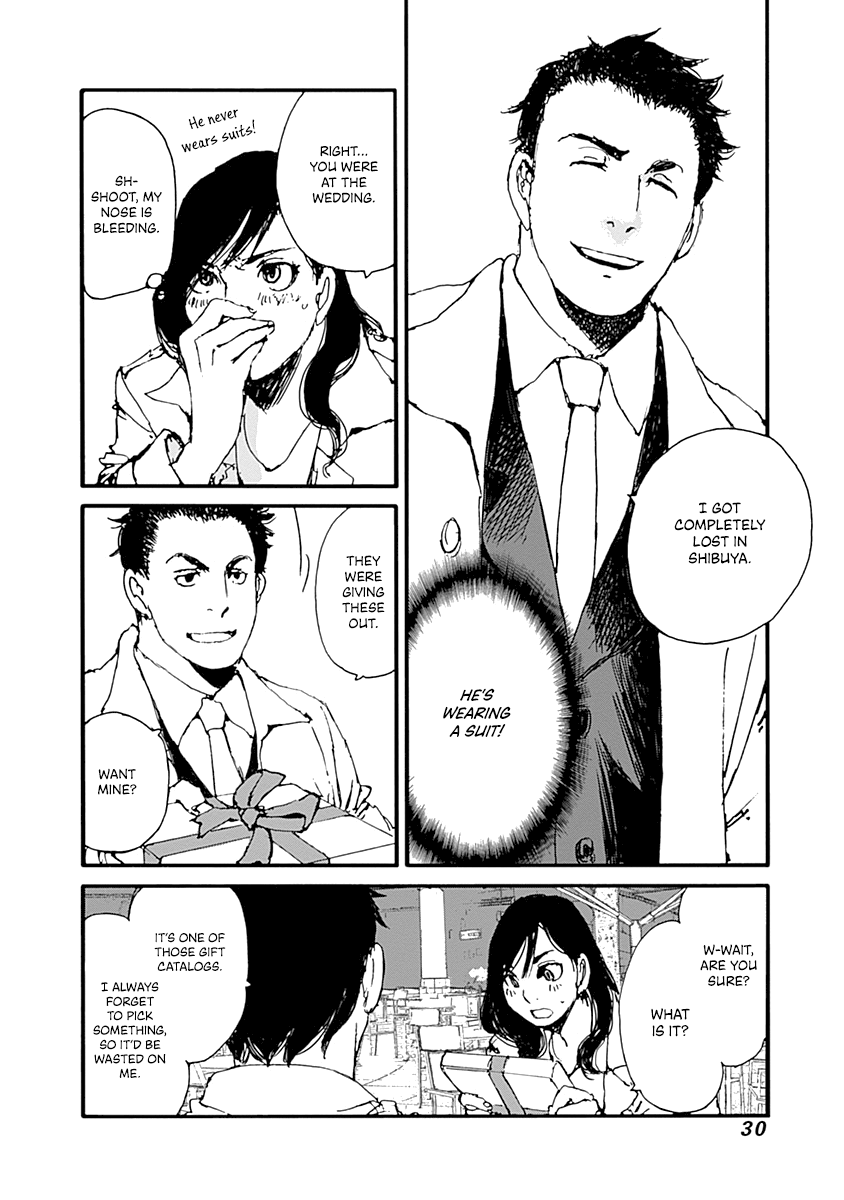 I GOT
COMPLETELY
LOST IN
SHIBUYA.
HE'S
WEARING
A SUIT!
RIGHT...
YOU WERE
AT THE
WEDDING.
He never
wears suits!
SH-
SHOOT, MY
NOSE IS
BLEEDING.
THEY
WERE
GIVING
THESE
OUT.
WANT
MINE?
W-WAIT,
ARE YOU
SURE?
WHAT
IS IT?
IT'S ONE OF
THOSE GIFT
CATALOGS.
I ALWAYS
FORGET
TO PICK
SOMETHING,
SO IT'D BE
WASTED ON
ME.
30